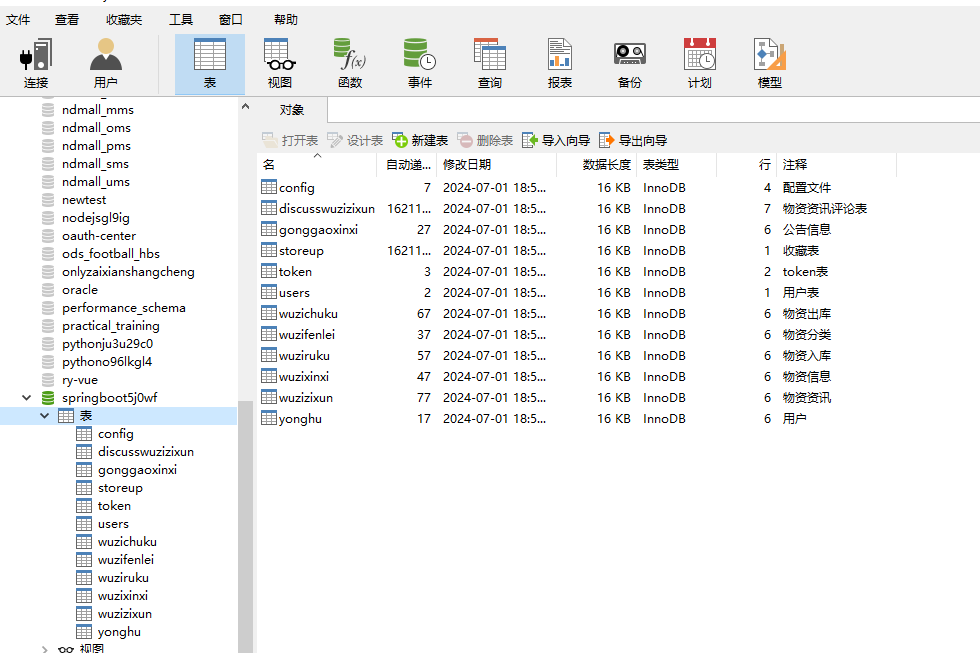 文件 查看 收藏夹 工具 窗口 帮助
连接 用户 表 视图 函数 事件 查询 报表 备份 计划 模型
对象
打开表 设计表 新建表 删除表 导入向导 导出向导
名 自动递... 修改日期 数据长度 表类型 行 注释
config 7 2024-07-01 18:5... 16 KB InnoDB 4 配置文件
discusswuzizixun 16211... 2024-07-01 18:5... 16 KB InnoDB 7 物资资讯评论表
gonggaoxinxi 27 2024-07-01 18:5... 16 KB InnoDB 6 公告信息
storeup 16211... 2024-07-01 18:5... 16 KB InnoDB 1 收藏表
token 3 2024-07-01 18:5... 16 KB InnoDB 2 token表
users 2 2024-07-01 18:5... 16 KB InnoDB 1 用户表
wuzichuku 67 2024-07-01 18:5... 16 KB InnoDB 6 物资出库
wuzifenlei 37 2024-07-01 18:5... 16 KB InnoDB 6 物资分类
wuziruku 57 2024-07-01 18:5... 16 KB InnoDB 6 物资入库
wuzixinxi 47 2024-07-01 18:5... 16 KB InnoDB 6 物资信息
wuzizixun 77 2024-07-01 18:5... 16 KB InnoDB 6 物资资讯
yonghu 17 2024-07-01 18:5... 16 KB InnoDB 6 用户
ndmall_mms
ndmall_oms
ndmall_pms
ndmall_sms
ndmall_ums
newtest
nodejsgl9ig
oauth-center
ods_football_hbs
onlyzaixianshangcheng
oracle
performance_schema
practical_training
pythonju3u29c0
pythono96lkgl4
ry-vue
springboot5j0wf
表
config
discusswuzizixun
gonggaoxinxi
storeup
token
users
wuzichuku
wuzifenlei
wuziruku
wuzixinxi
wuzizixun
yonghu
视图